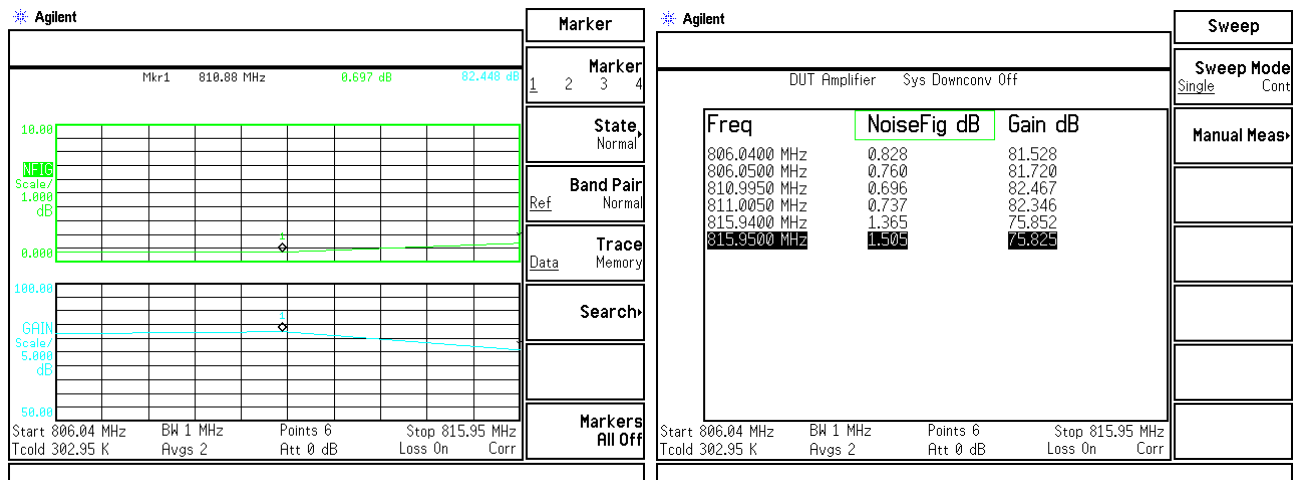 Agilent
Marker
Mkr1 810.88 MHz 0.697 dB 82.448 dB
Marker
1 2 3 4
10.00
State
Normal
NFIG
Scale/
1.000
dB
Band Pair
Ref Normal
1
0.000
Trace
Data Memory
100.00
1
Search
GAIN
Scale/
5.000
dB
50.00
Markers
All Off
Start 806.04 MHz BW 1 MHz Points 6 Stop 815.95 MHz
Tcold 302.95 K Avgs 2 Att 0 dB Loss On Corr
Agilent
Sweep
Sweep Mode
Single Cont
DUT Amplifier Sys Downconv Off
Manual Meas
Freq NoiseFig dB Gain dB
806.0400 MHz 0.828 81.528
806.0500 MHz 0.760 81.720
810.9950 MHz 0.696 82.467
811.0050 MHz 0.737 82.346
815.9400 MHz 1.365 75.852
815.9500 MHz 1.505 75.825
Start 806.04 MHz BW 1 MHz Points 6 Stop 815.95 MHz
Tcold 302.95 K Avgs 2 Att 0 dB Loss On Corr